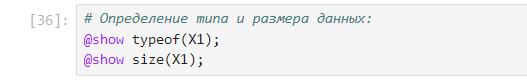 [36]: # Определение типа и размера данных:
@show typeof(X1);
@show size(X1);